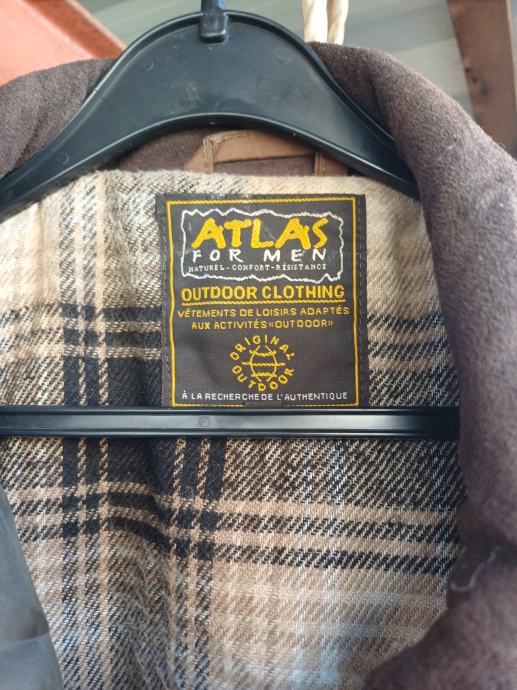 ATLAS
FOR MEN
NATUREL - CONFORT - RÉSISTANCE
OUTDOOR CLOTHING
VÊTEMENTS DE LOISIRS ADAPTÉS
AUX ACTIVITÉS «OUTDOOR»
ORIGINAL
OUTDOOR
À LA RECHERCHE DE L'AUTHENTIQUE